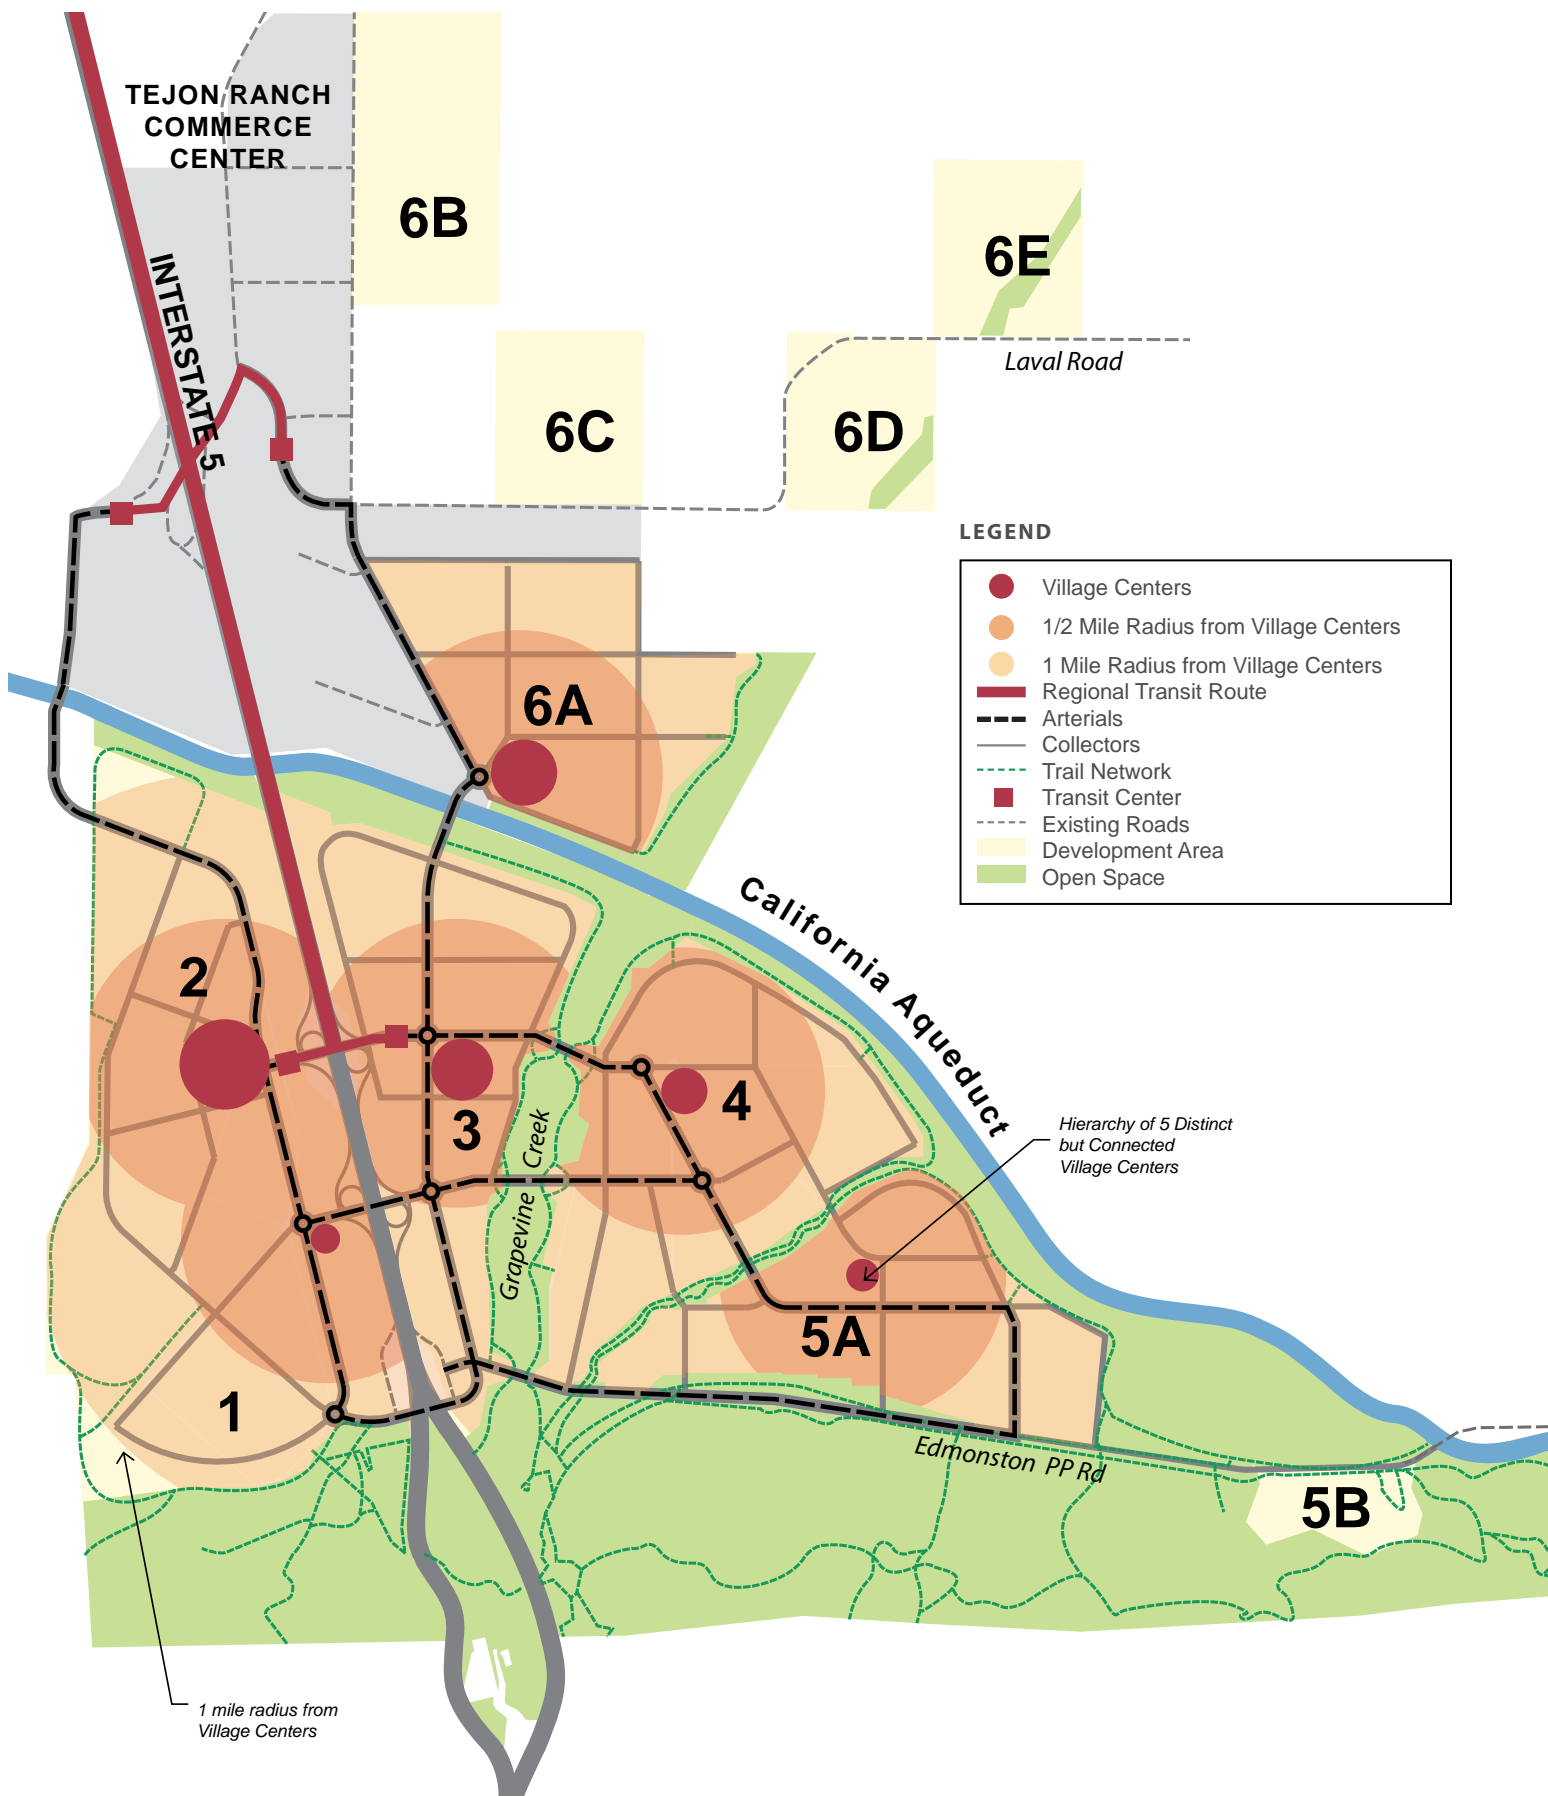 TEJON RANCH
COMMERCE
CENTER
6B
6E
INTERSTATE 5
Laval Road
6C
6D
LEGEND
Village Centers
1/2 Mile Radius from Village Centers
1 Mile Radius from Village Centers
Regional Transit Route
Arterials
Collectors
Trail Network
Transit Center
Existing Roads
Development Area
Open Space
6A
California Aqueduct
2
4
3
Grapevine Creek
Hierarchy of 5 Distinct
but Connected
Village Centers
5A
1
Edmonston PP Rd
5B
1 mile radius from
Village Centers